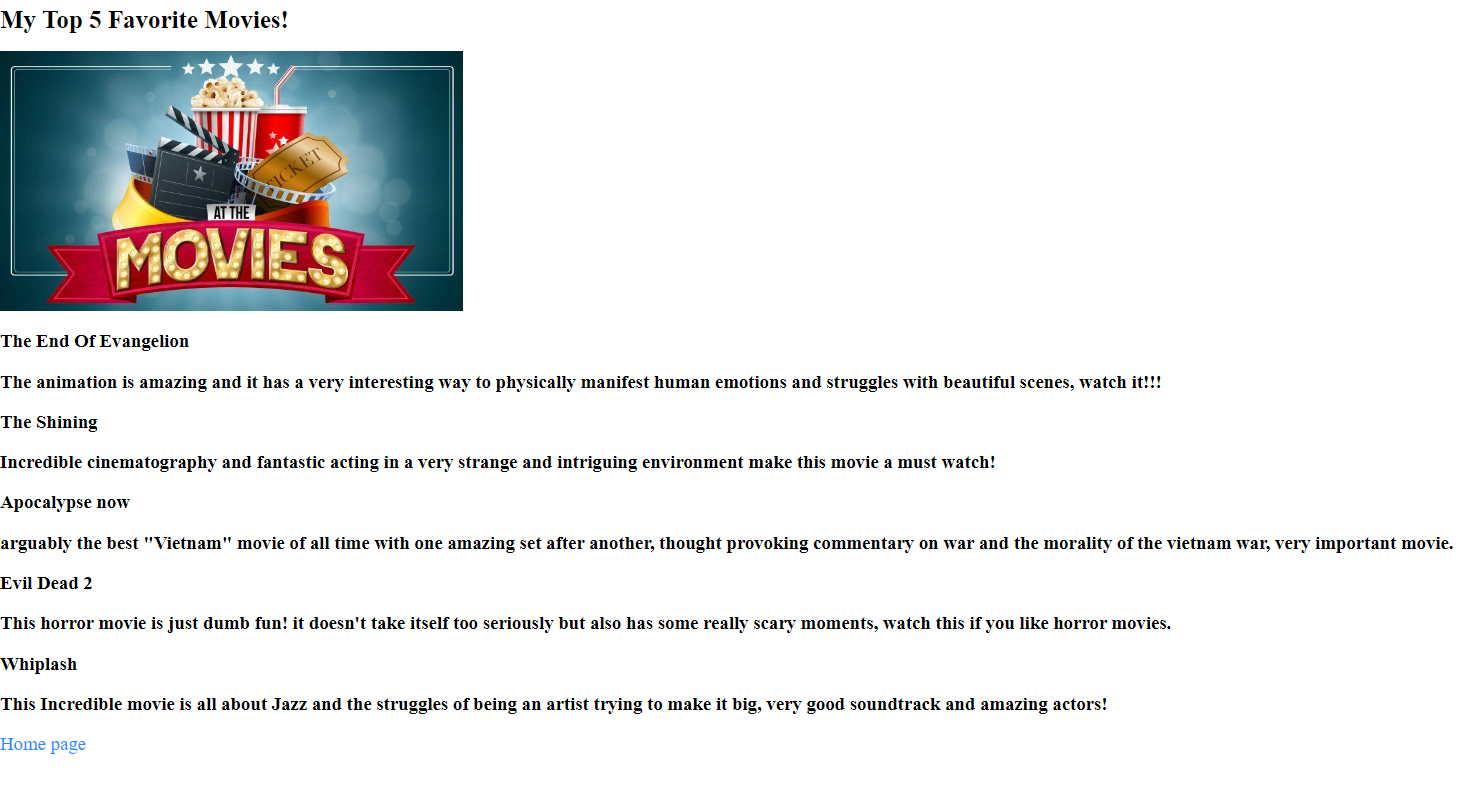 My Top 5 Favorite Movies!
TICKET
AT THE
MOVIES
The End Of Evangelion
The animation is amazing and it has a very interesting way to physically manifest human emotions and struggles with beautiful scenes, watch it!!!
The Shining
Incredible cinematography and fantastic acting in a very strange and intriguing environment make this movie a must watch!
Apocalypse now
arguably the best "Vietnam" movie of all time with one amazing set after another, thought provoking commentary on war and the morality of the vietnam war, very important movie.
Evil Dead 2
This horror movie is just dumb fun! it doesn't take itself too seriously but also has some really scary moments, watch this if you like horror movies.
Whiplash
This Incredible movie is all about Jazz and the struggles of being an artist trying to make it big, very good soundtrack and amazing actors!
Home page